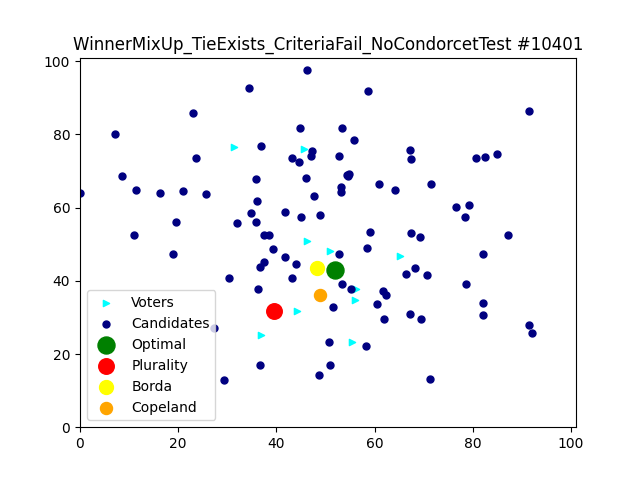 WinnerMixUp_TieExists_CriteriaFail_NoCondorcetTest #10401
100
80
60
40
20
0
Voters
Candidates
Optimal
Plurality
Borda
Copeland
0 20 40 60 80 100